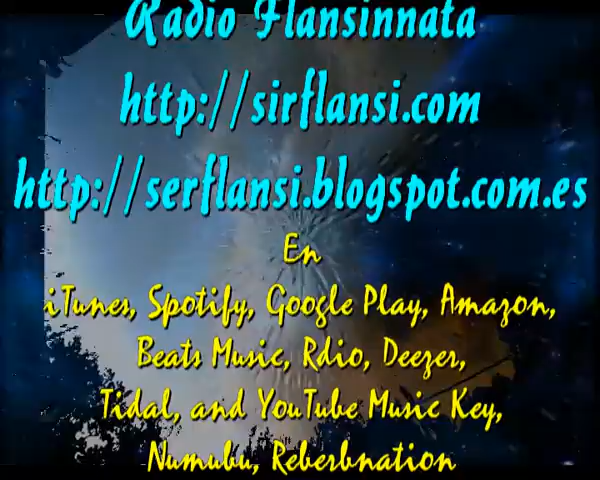 Radio Flansinnata
http://sirflansi.com
http://serflansi.blogspot.com.es
En
iTunes, Spotify, Google Play, Amazon,
Beats Music, Rdio, Deezer,
Tidal, and YouTube Music Key,
Numubu, Reberbnation